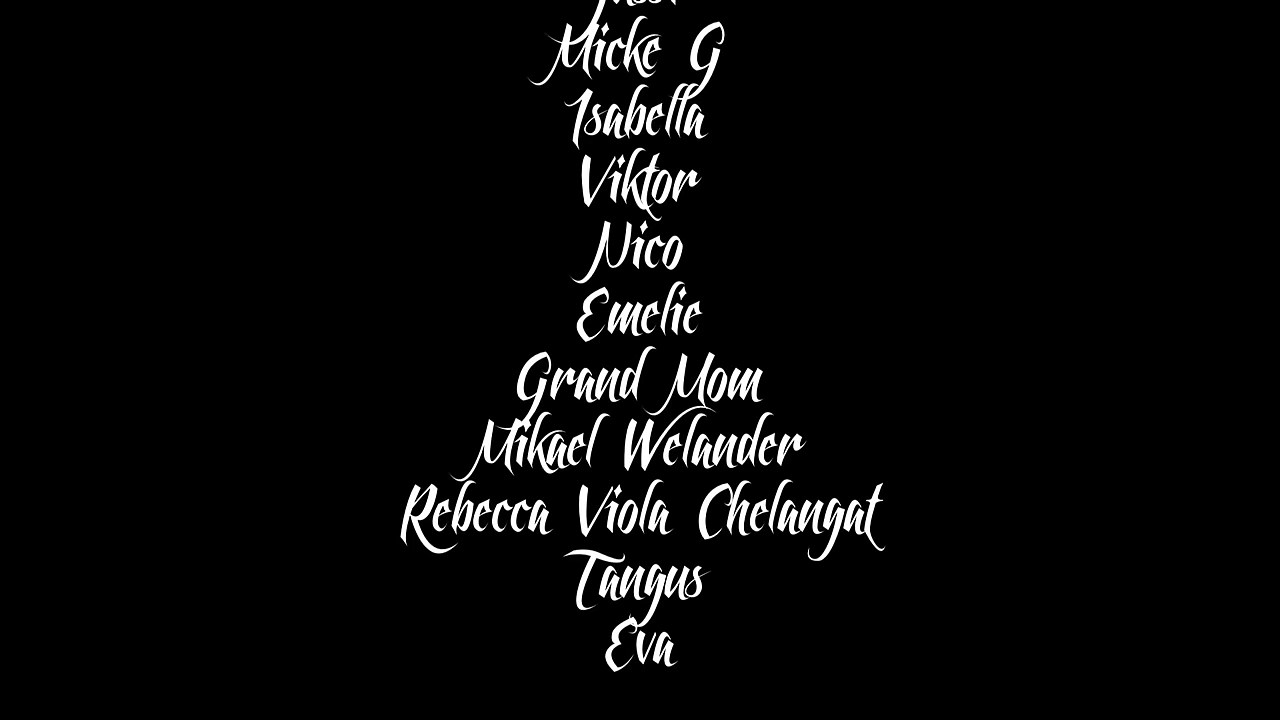 Micke G
Isabella
Viktor
Nico
Emelie
Grand Mom
Mikael Welander
Rebecca Viola Chelangat
Tangus
Eva